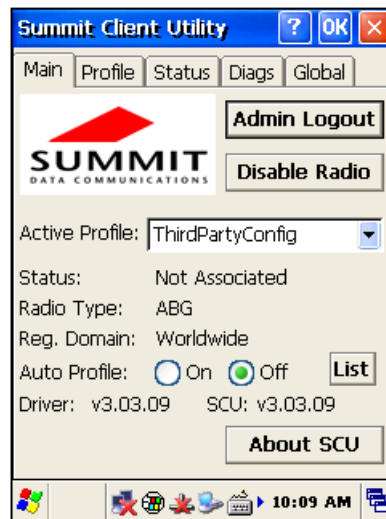 Summit Client Utility ? OK X
Main Profile Status Diags Global
SUMMIT
DATA COMMUNICATIONS
Admin Logout
Disable Radio
Active Profile: ThirdPartyConfig
Status: Not Associated
Radio Type: ABG
Reg. Domain: Worldwide
Auto Profile: On Off List
Driver: v3.03.09 SCU: v3.03.09
About SCU
10:09 AM